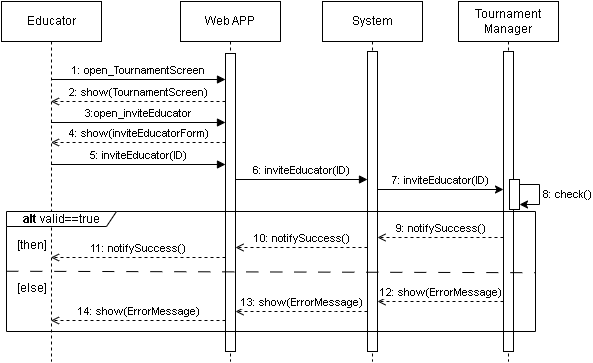 Educator
Web APP
System
Tournament
Manager
1: open_TournamentScreen
2: show(TournamentScreen)
3:open_inviteEducator
4: show(inviteEducatorForm)
5: inviteEducator(ID)
6: inviteEducator(ID)
7: inviteEducator(ID)
8: check()
alt valid==true
9: notifySuccess()
10: notifySuccess()
[then]
11: notifySuccess()
[else]
12: show(ErrorMessage)
13: show(ErrorMessage)
14: show(ErrorMessage)